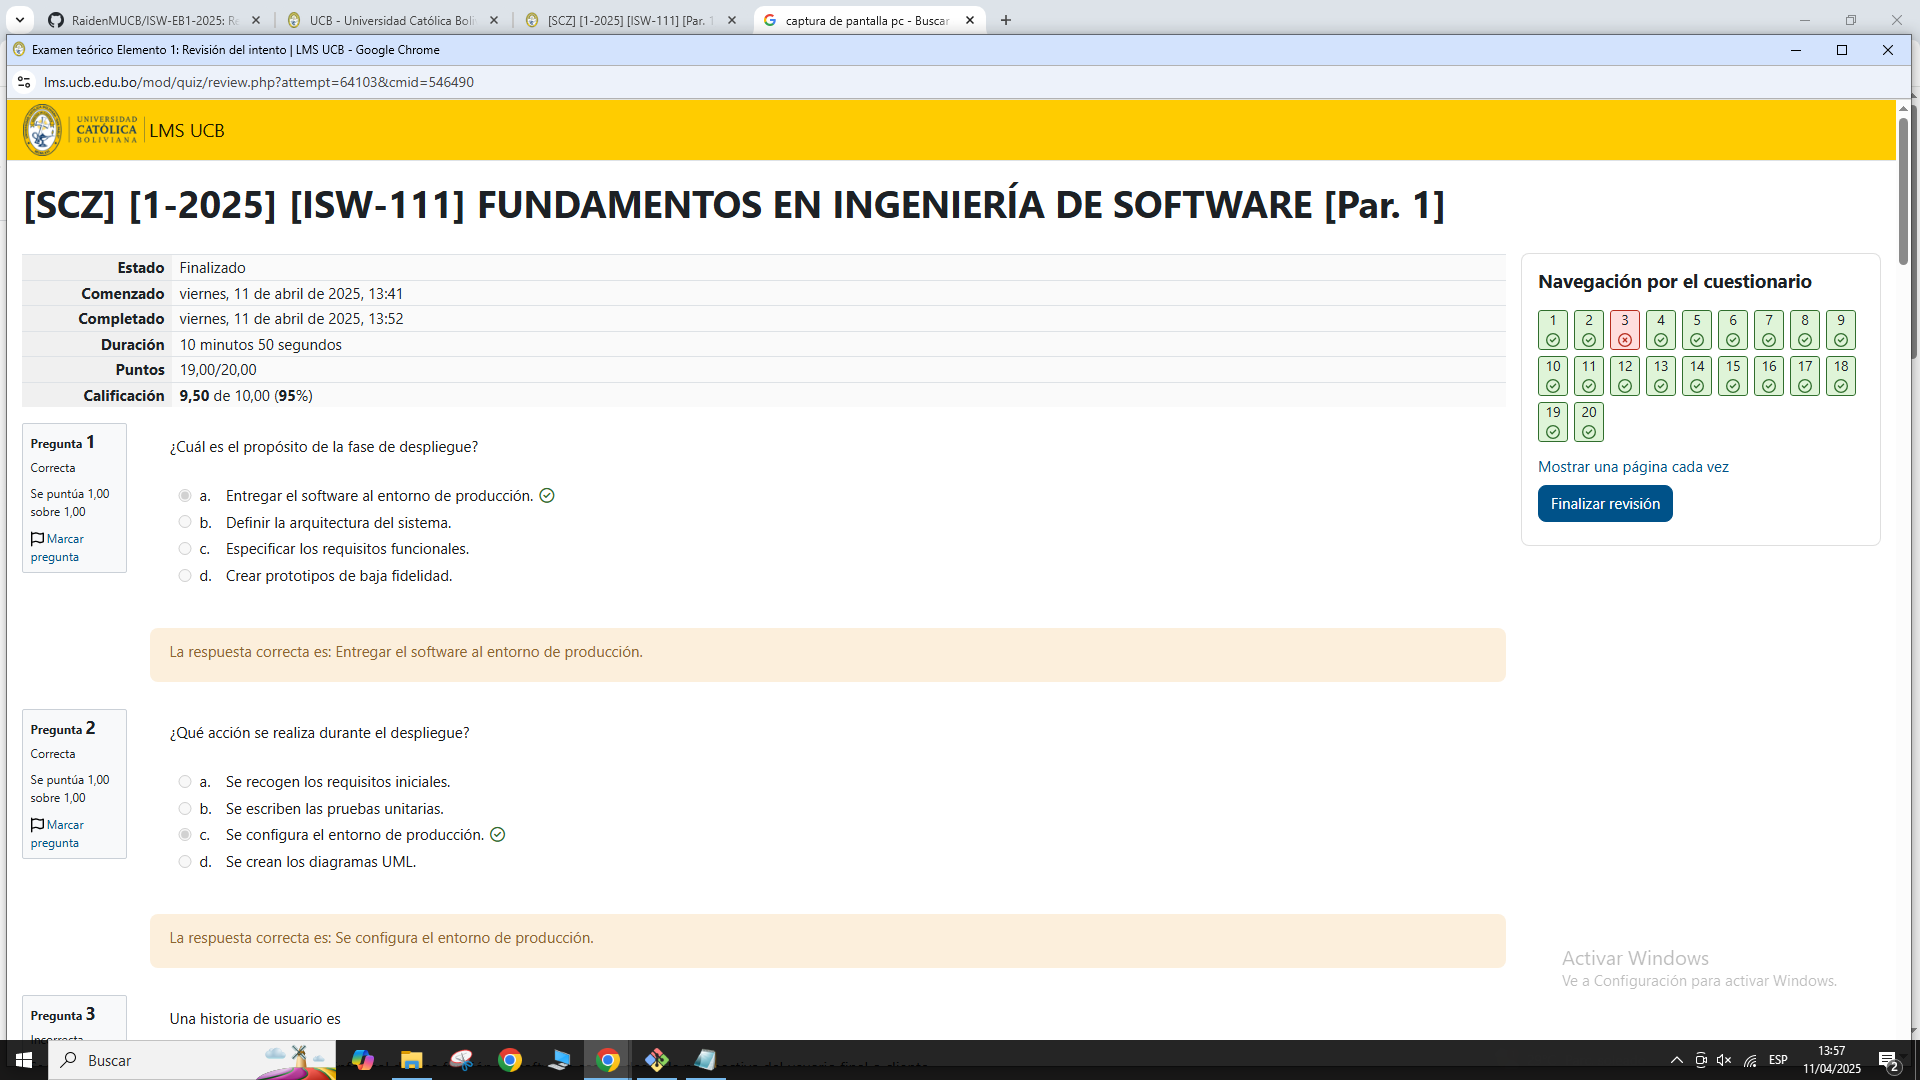 RaidenMUCB/ISW-EB1-2025: Re
UCB - Universidad Católica Boli
[SCZ] [1-2025] [ISW-111] [Par. 1
captura de pantalla pc - Buscar
Examen teórico Elemento 1: Revisión del intento | LMS UCB - Google Chrome
lms.ucb.edu.bo/mod/quiz/review.php?attempt=64103&cmid=546490
UNIVERSIDAD
CATÓLICA
BOLIVIANA
LMS UCB
[SCZ] [1-2025] [ISW-111] FUNDAMENTOS EN INGENIERÍA DE SOFTWARE [Par. 1]
Estado Finalizado
Comenzado viernes, 11 de abril de 2025, 13:41
Completado viernes, 11 de abril de 2025, 13:52
Duración 10 minutos 50 segundos
Puntos 19,00/20,00
Calificación 9,50 de 10,00 (95%)
Navegación por el cuestionario
1 2 3 4 5 6 7 8 9
10 11 12 13 14 15 16 17 18
19 20
Mostrar una página cada vez
Finalizar revisión
Pregunta 1
Correcta
Se puntúa 1,00
sobre 1,00
Marcar
pregunta
¿Cuál es el propósito de la fase de despliegue?
a. Entregar el software al entorno de producción.
b. Definir la arquitectura del sistema.
c. Especificar los requisitos funcionales.
d. Crear prototipos de baja fidelidad.
La respuesta correcta es: Entregar el software al entorno de producción.
Pregunta 2
Correcta
Se puntúa 1,00
sobre 1,00
Marcar
pregunta
¿Qué acción se realiza durante el despliegue?
a. Se recogen los requisitos iniciales.
b. Se escriben las pruebas unitarias.
c. Se configura el entorno de producción.
d. Se crean los diagramas UML.
La respuesta correcta es: Se configura el entorno de producción.
Pregunta 3
Incorrecta
Una historia de usuario es
Activar Windows
Ve a Configuración para activar Windows.
Buscar
ESP
13:57
11/04/2025
2